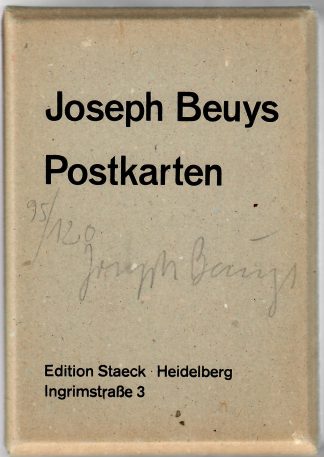 Joseph Beuys
Postkarten
95/120
Joseph Beuys
Edition Staeck · Heidelberg
Ingrimstraße 3